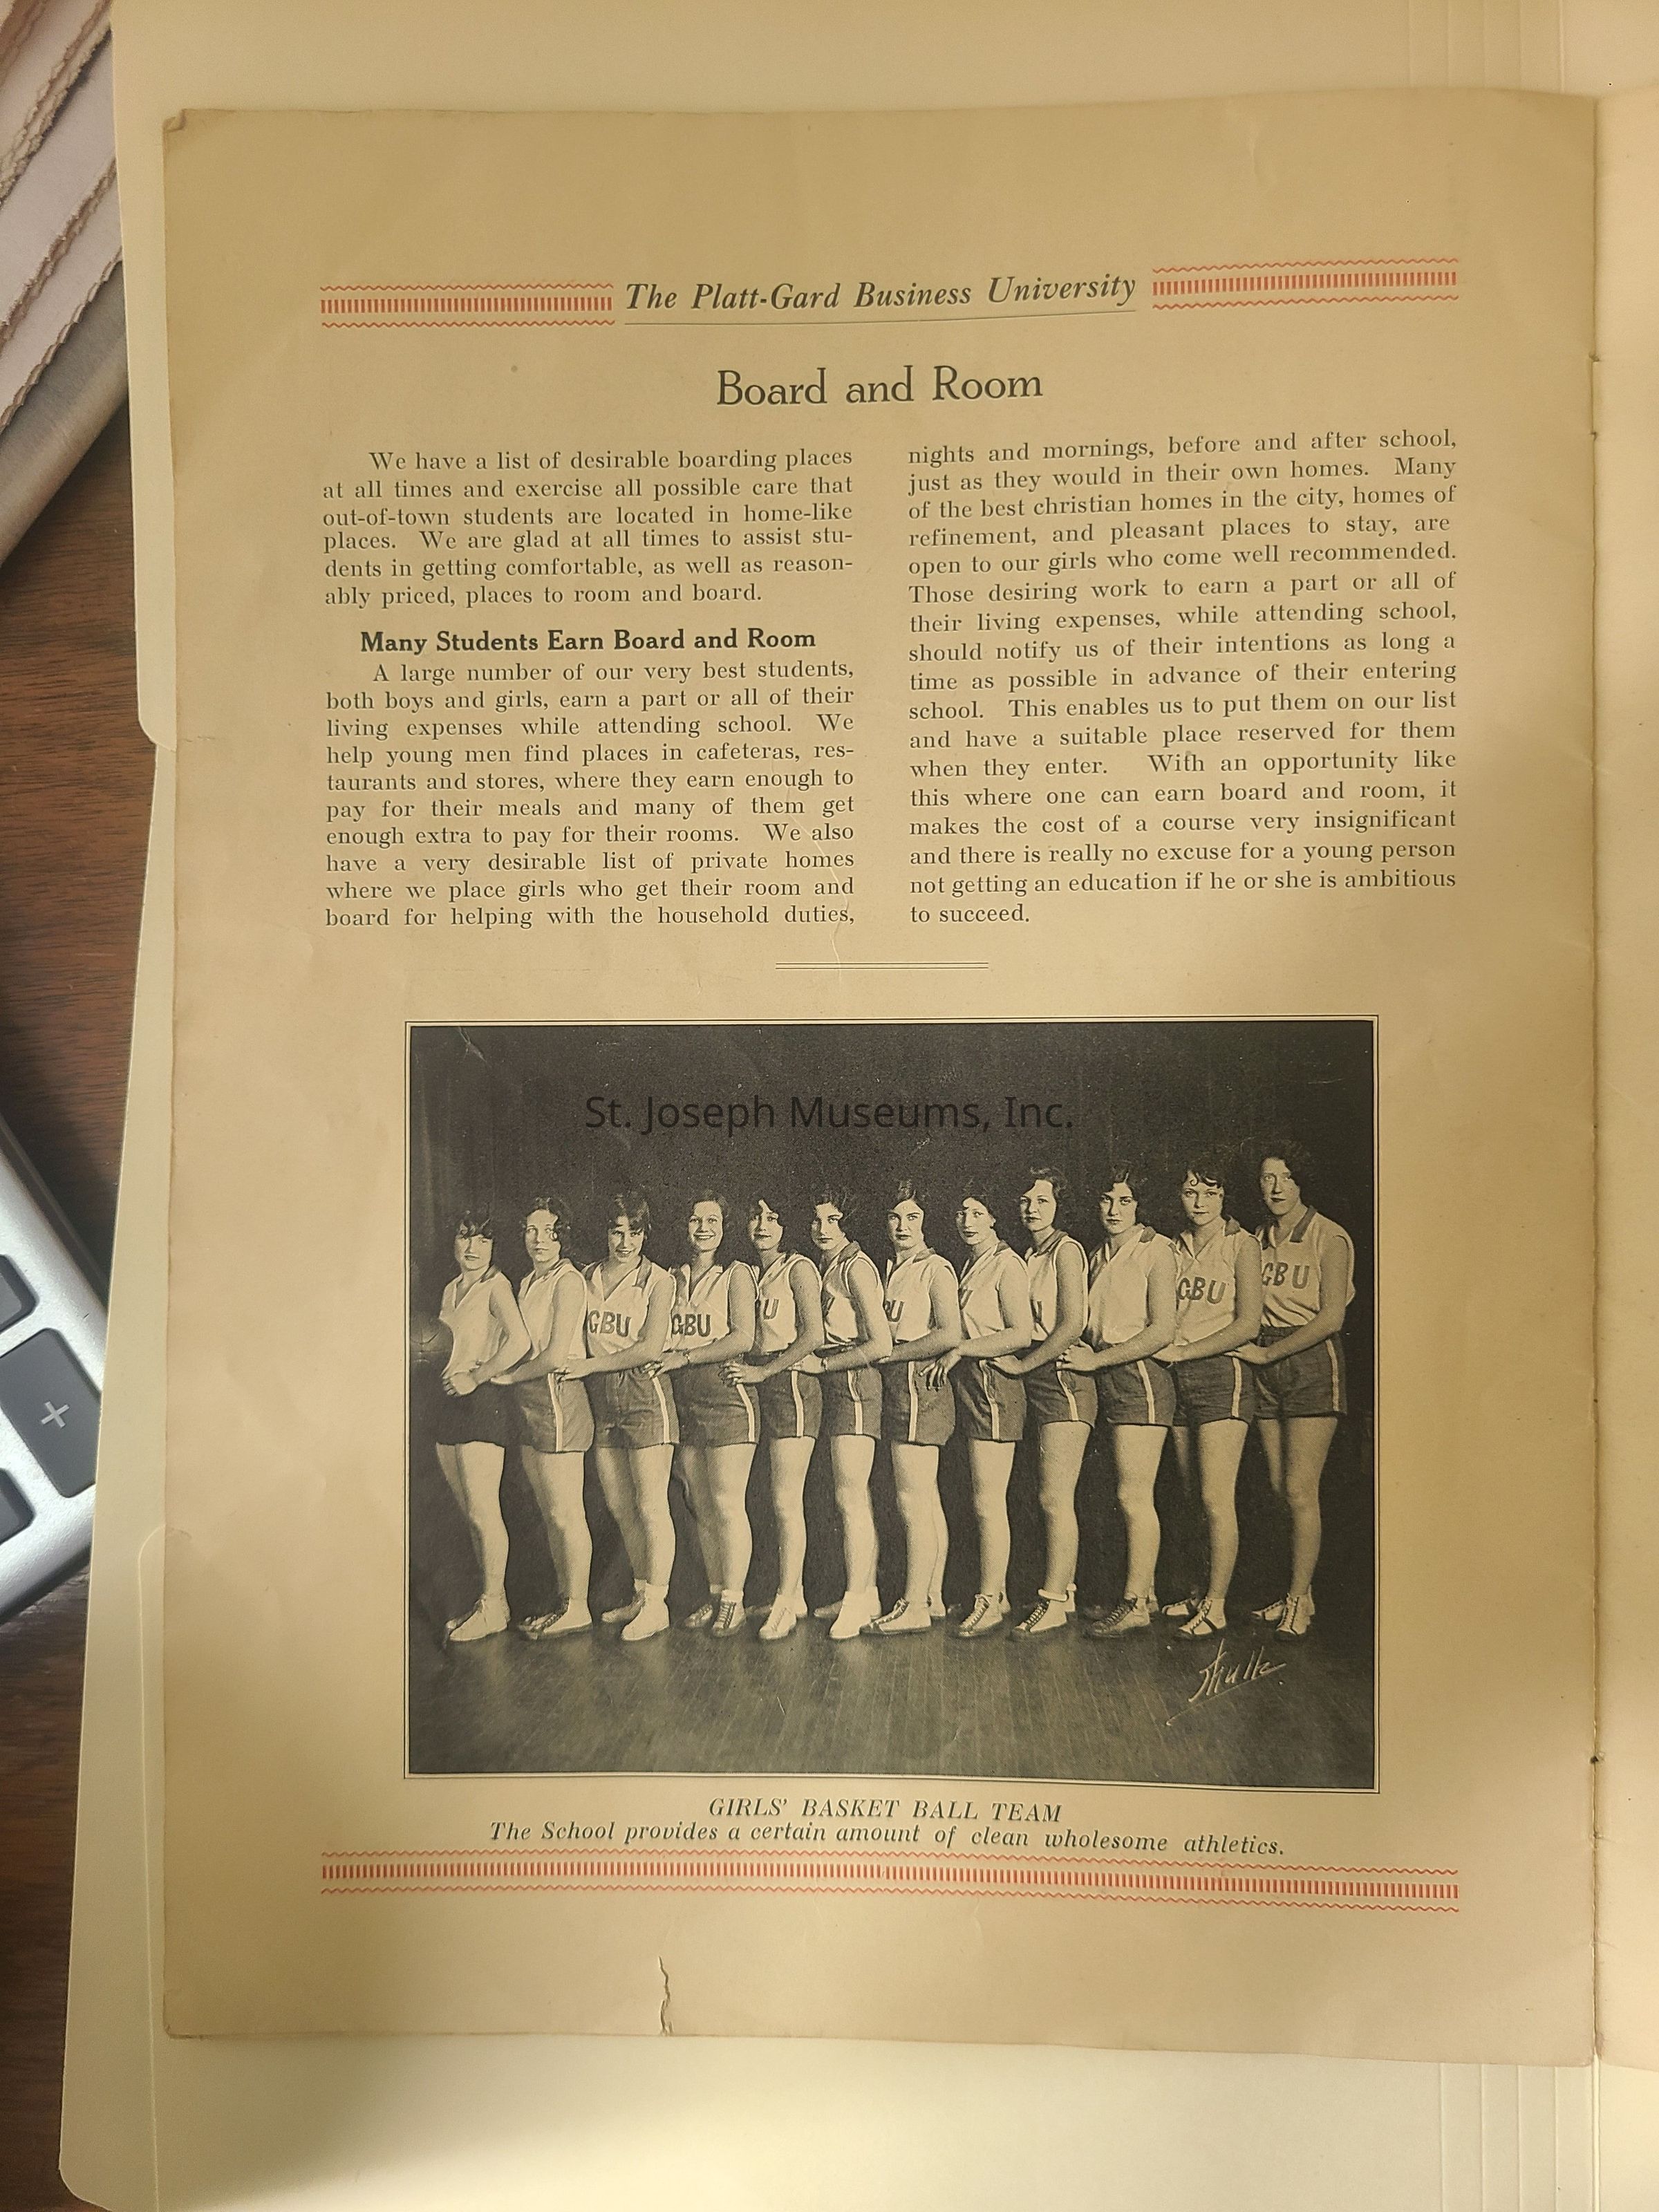 The Platt-Gard Business University
Board and Room
We have a list of desirable boarding places
at all times and exercise all possible care that
out-of-town students are located in home-like
places. We are glad at all times to assist stu-
dents in getting comfortable, as well as reason-
ably priced, places to room and board.
Many Students Earn Board and Room
A large number of our very best students,
both boys and girls, earn a part or all of their
living expenses while attending school. We
help young men find places in cafeteras, res-
taurants and stores, where they earn enough to
pay for their meals and many of them get
enough extra to pay for their rooms. We also
have a very desirable list of private homes
where we place girls who get their room and
board for helping with the household duties,
nights and mornings, before and after school,
just as they would in their own homes. Many
of the best christian homes in the city, homes of
refinement, and pleasant places to stay, are
open to our girls who come well recommended.
Those desiring work to earn a part or all of
their living expenses, while attending school,
should notify us of their intentions as long a
time as possible in advance of their entering
school. This enables us to put them on our list
and have a suitable place reserved for them
when they enter. With an opportunity like
this where one can earn board and room, it
makes the cost of a course very insignificant
and there is really no excuse for a young person
not getting an education if he or she is ambitious
to succeed.
St. Joseph Museums, Inc.
GBU
GBU
U
U
U
GBU
GBU
GIRLS' BASKET BALL TEAM
The School provides a certain amount of clean wholesome athletics.
+